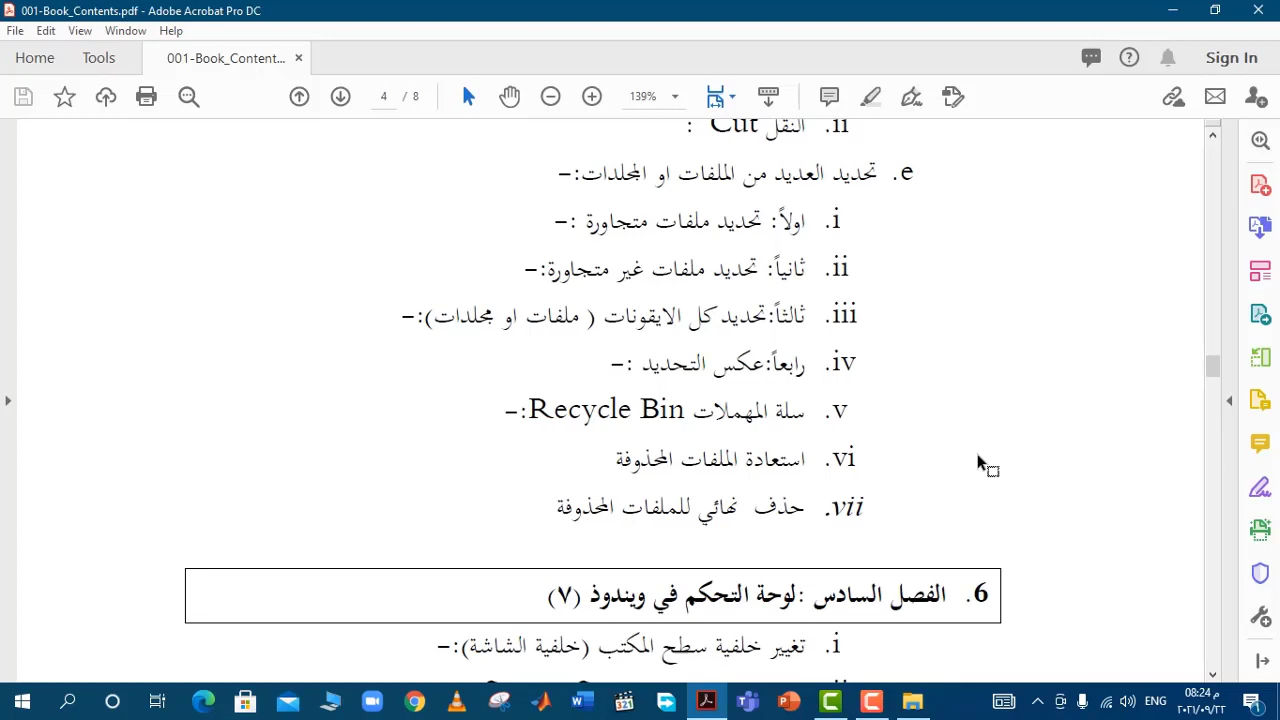 001-Book_Contents.pdf - Adobe Acrobat Pro DC
File Edit View Window Help
Home Tools 001-Book_Content... × Sign In
4 / 8 139%
ii. النقل Cut :
e. تحديد العديد من الملفات او المجلدات:-
i. اولاً: تحديد ملفات متجاورة :-
ii. ثانياً: تحديد ملفات غير متجاورة:-
iii. ثالثاً:تحديد كل الايقونات ( ملفات او مجلدات):-
iv. رابعاً:عكس التحديد :-
v. سلة المهملات Recycle Bin:-
vi. استعادة الملفات المحذوفة
vii. حذف نهائي للملفات المحذوفة
6. الفصل السادس :لوحة التحكم في ويندوذ (٧)
i. تغيير خلفية سطح المكتب (خلفية الشاشة):-
ENG م 08:24
٢٠٢١/٠٩/٢٢